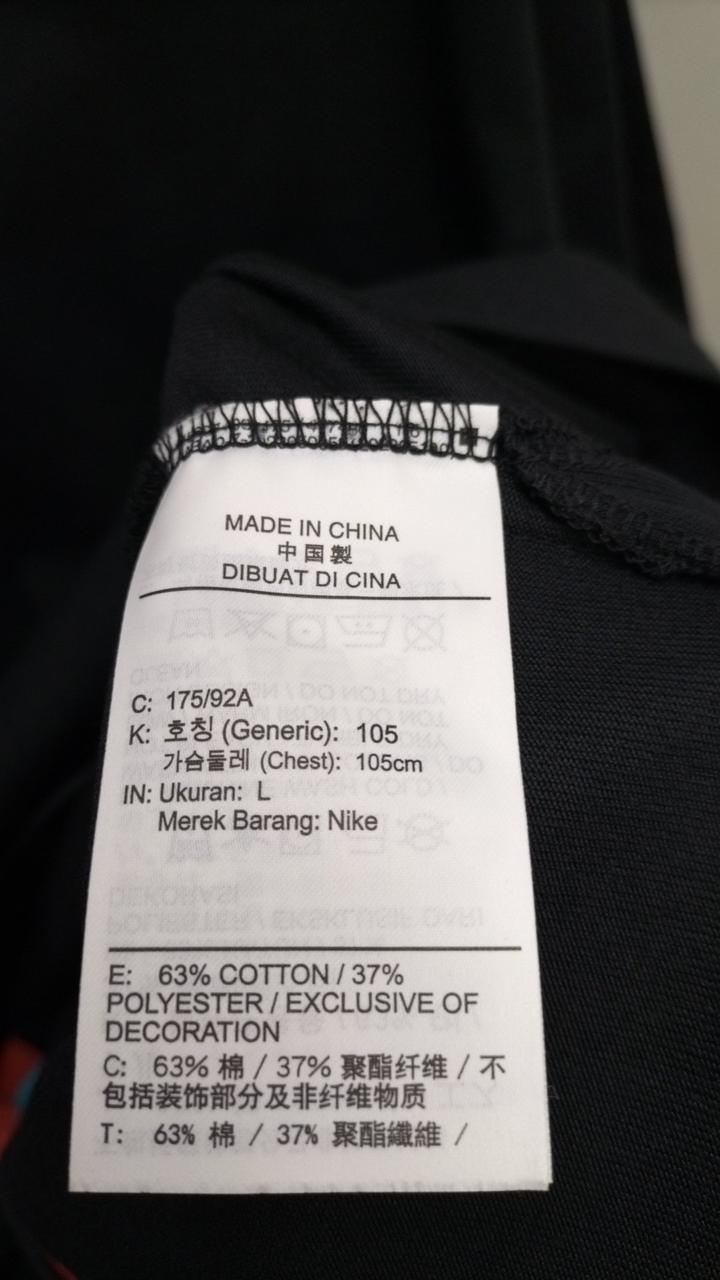 MADE IN CHINA
中国製
DIBUAT DI CINA
C: 175/92A
K: 호칭 (Generic): 105
가슴둘레 (Chest): 105cm
IN: Ukuran: L
Merek Barang: Nike
E: 63% COTTON / 37%
POLYESTER / EXCLUSIVE OF
DECORATION
C: 63% 棉 / 37% 聚酯纤维 / 不
包括装饰部分及非纤维物质
T: 63% 棉 / 37% 聚酯纖維 /